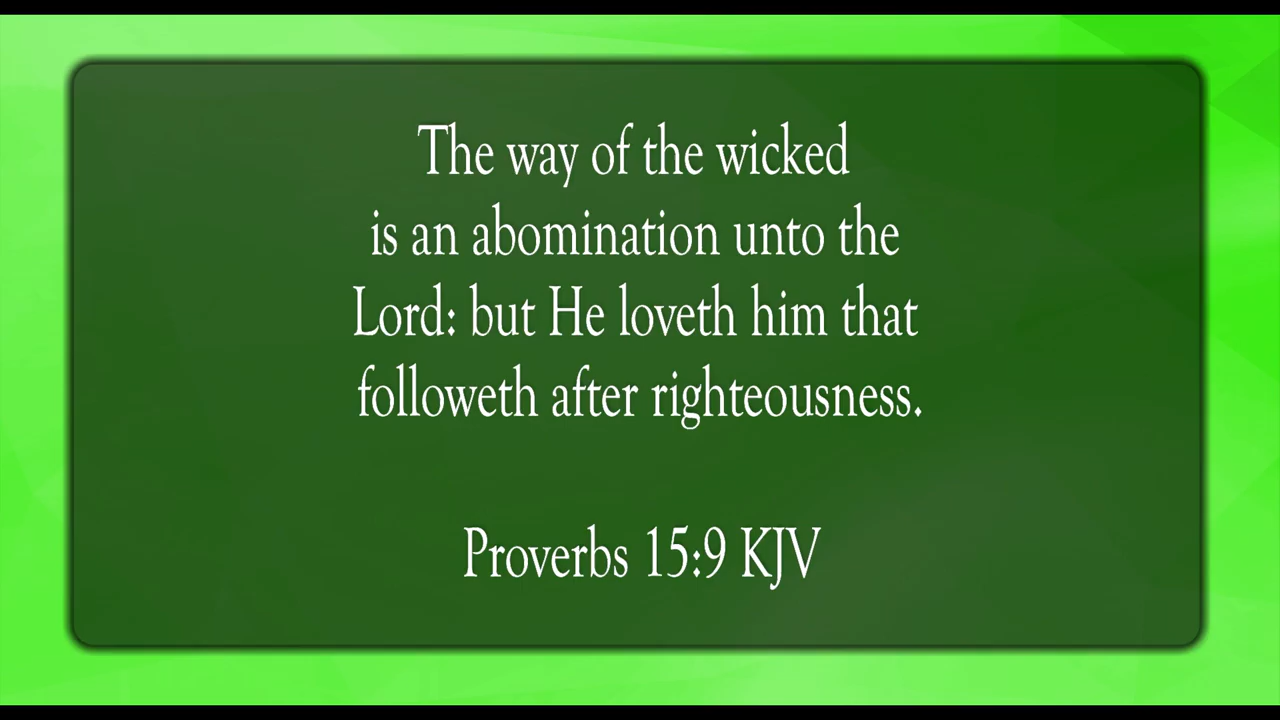 The way of the wicked
is an abomination unto the
Lord: but He loveth him that
followeth after righteousness.
Proverbs 15:9 KJV